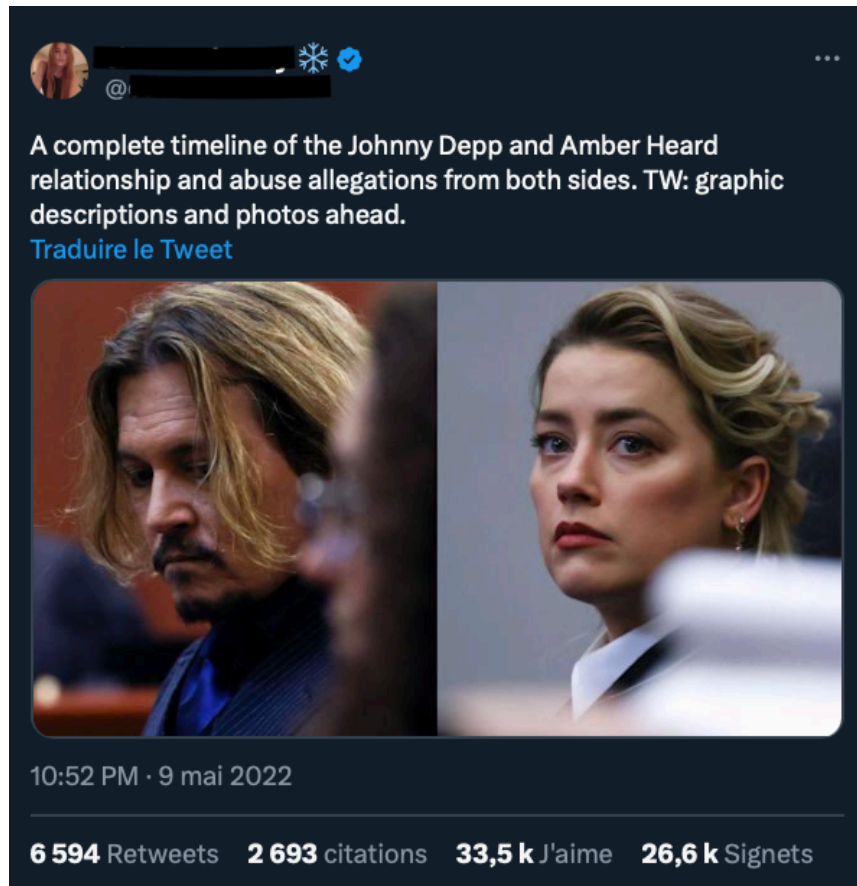 @
A complete timeline of the Johnny Depp and Amber Heard
relationship and abuse allegations from both sides. TW: graphic
descriptions and photos ahead.
Traduire le Tweet
10:52 PM · 9 mai 2022
6 594 Retweets 2 693 citations 33,5 k J'aime 26,6 k Signets